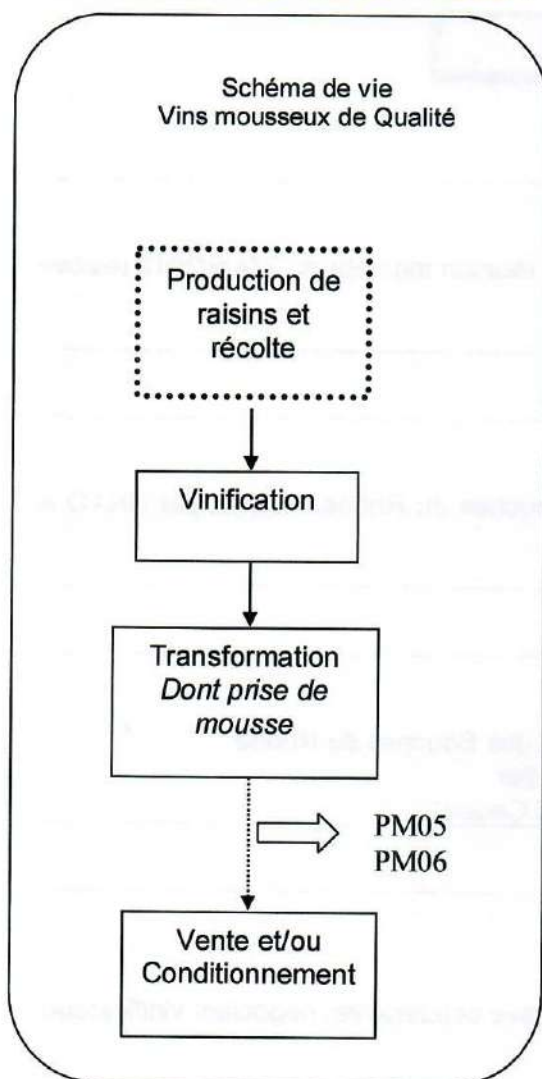 Schéma de vie
Vins mousseux de Qualité
Production de
raisins et
récolte
Vinification
Transformation
Dont prise de
mousse
PM05
PM06
Vente et/ou
Conditionnement